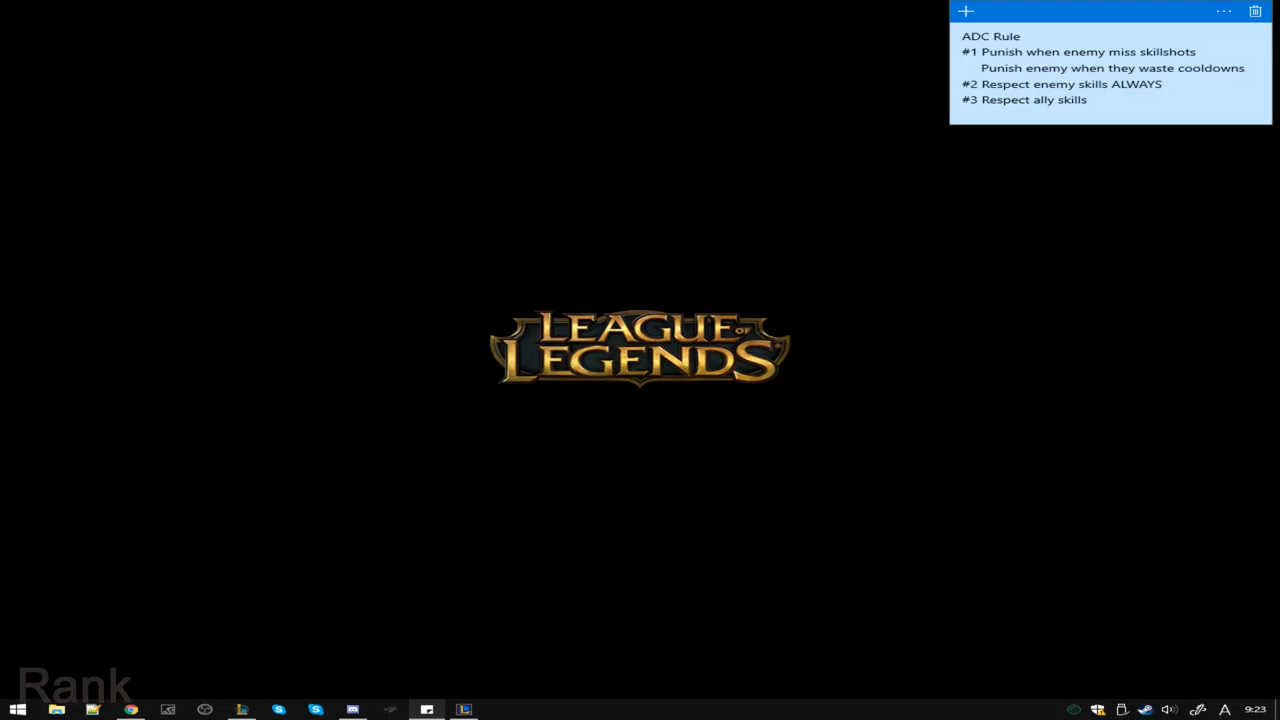 ADC Rule
#1 Punish when enemy miss skillshots
Punish enemy when they waste cooldowns
#2 Respect enemy skills ALWAYS
#3 Respect ally skills
LEAGUE OF
LEGENDS
Rank
9:23